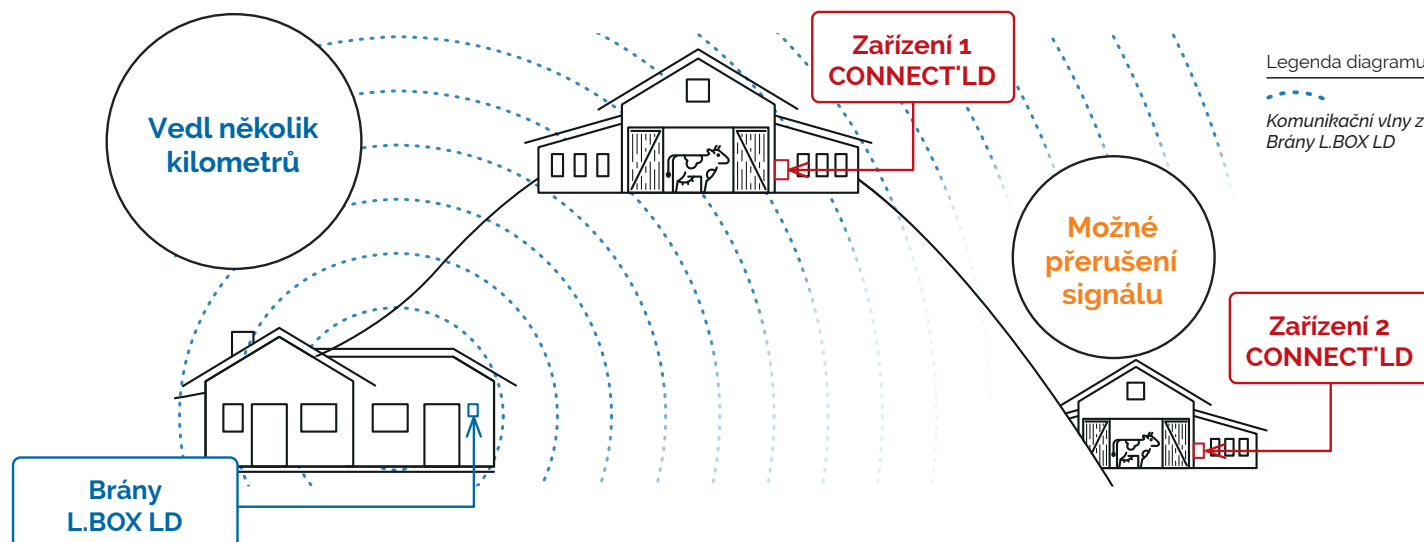 Vedl několik
kilometrů
Zařízení 1
CONNECT'LD
Legenda diagramu
Komunikační vlny z
Brány L.BOX LD
Možné
přerušení
signálu
Zařízení 2
CONNECT'LD
Brány
L.BOX LD